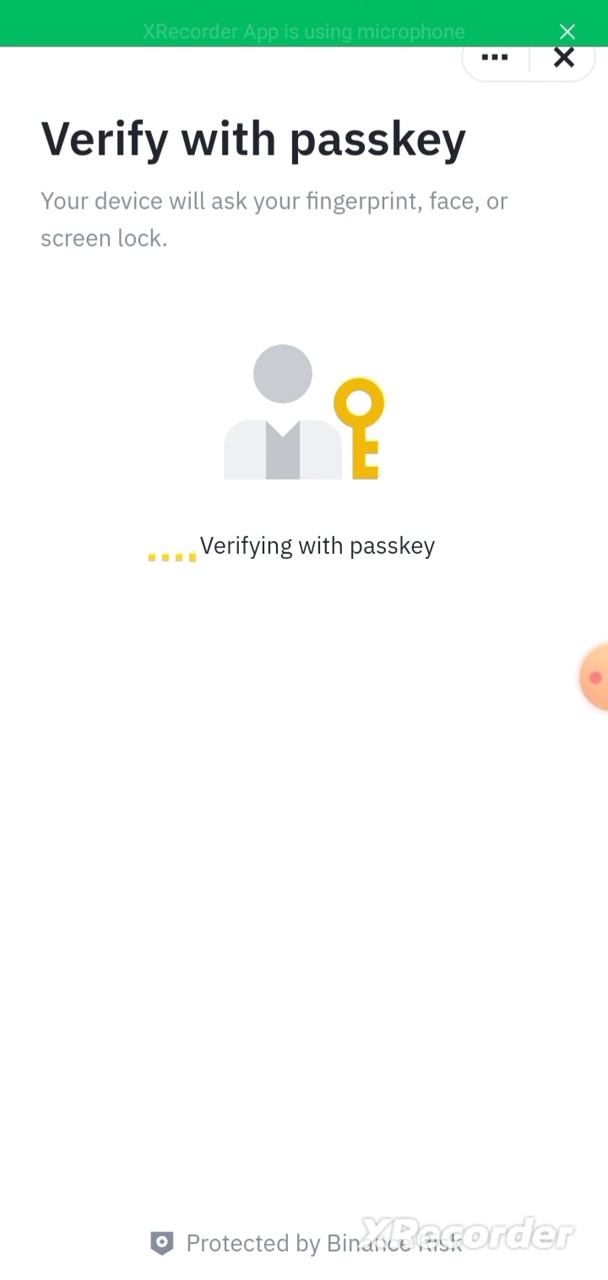 XRecorder App is using microphone
Verify with passkey
Your device will ask your fingerprint, face, or
screen lock.
Verifying with passkey
Protected by Binance Risk
XRecorder